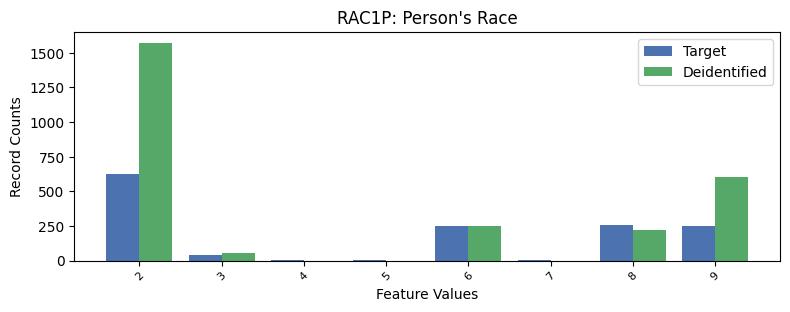 RAC1P: Person's Race
Record Counts
1500
1250
1000
750
500
250
0
Target
Deidentified
2 3 4 5 6 7 8 9
Feature Values